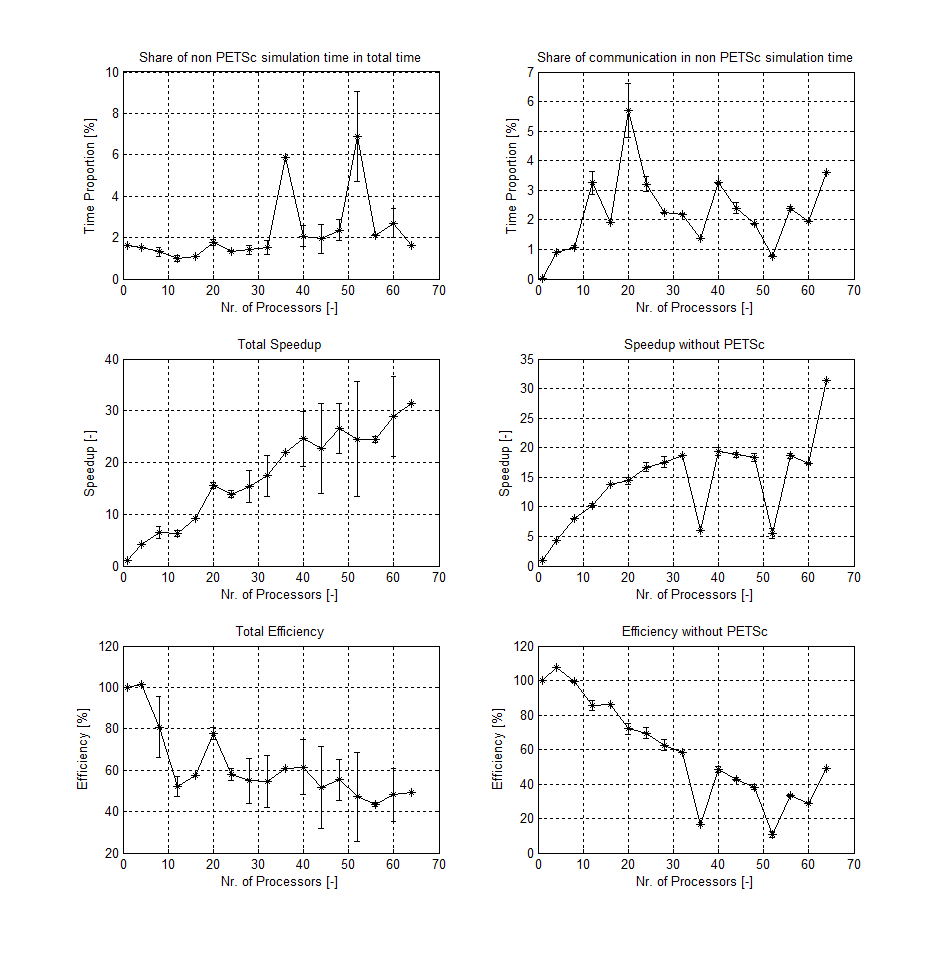 Share of non PETSc simulation time in total time
10
8
6
4
2
0
Time Proportion [%]
0 10 20 30 40 50 60 70
Nr. of Processors [-]
Share of communication in non PETSc simulation time
7
6
5
4
3
2
1
0
Time Proportion [%]
0 10 20 30 40 50 60 70
Nr. of Processors [-]
Total Speedup
40
30
20
10
0
Speedup [-]
0 10 20 30 40 50 60 70
Nr. of Processors [-]
Speedup without PETSc
35
30
25
20
15
10
5
0
Speedup [-]
0 10 20 30 40 50 60 70
Nr. of Processors [-]
Total Efficiency
120
100
80
60
40
20
Efficiency [%]
0 10 20 30 40 50 60 70
Nr. of Processors [-]
Efficiency without PETSc
120
100
80
60
40
20
0
Efficiency [%]
0 10 20 30 40 50 60 70
Nr. of Processors [-]